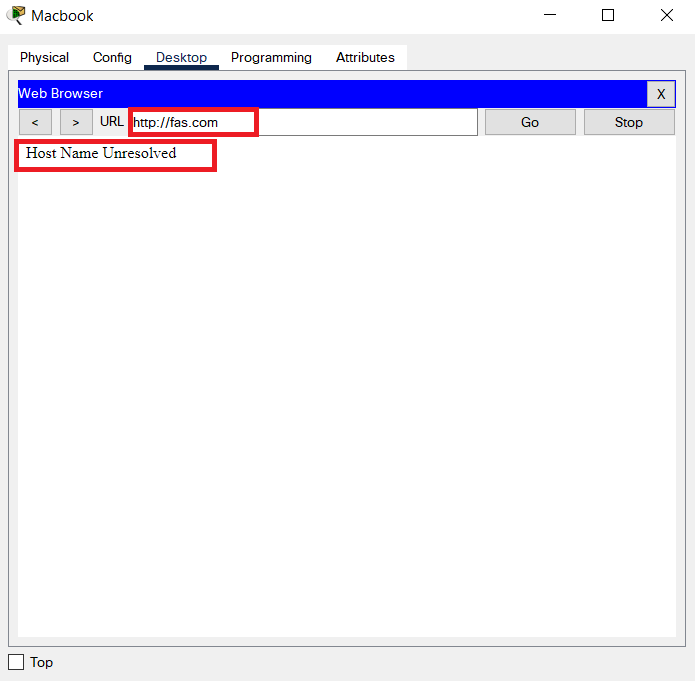 Macbook
Physical Config Desktop Programming Attributes
Web Browser X
< > URL http://fas.com Go Stop
Host Name Unresolved
Top